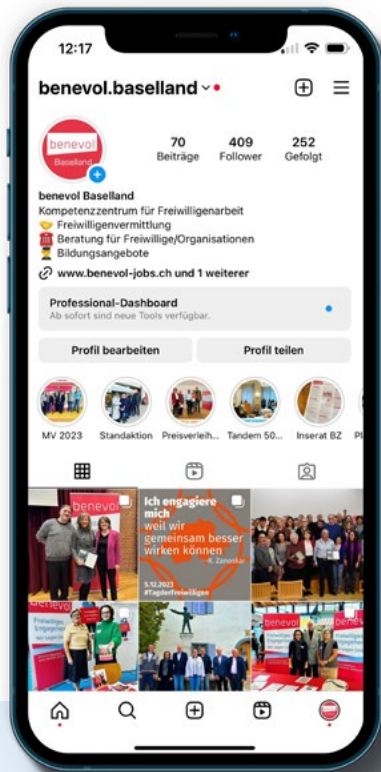 12:17
benevol.baselland
benevol
Baselland
70
409
252
Beiträge
Follower
Gefolgt
benevol Baselland
Kompetenzzentrum für Freiwilligenarbeit
Freiwilligenvermittlung
Beratung für Freiwillige/Organisationen
Bildungsangebote
www.benevol-jobs.ch und 1 weiterer
Professional-Dashboard
Ab sofort sind neue Tools verfügbar.
Profil bearbeiten
Profil teilen
MV 2023
Standaktion
Preisverleih...
Tandem 50...
Inserat BZ
benevol
Ich engagiere
mich
weil wir
gemeinsam besser
wirken können
5.12.2023
#TagderFreiwilligen
benevol
Freiwilliges
Engagement
benevol